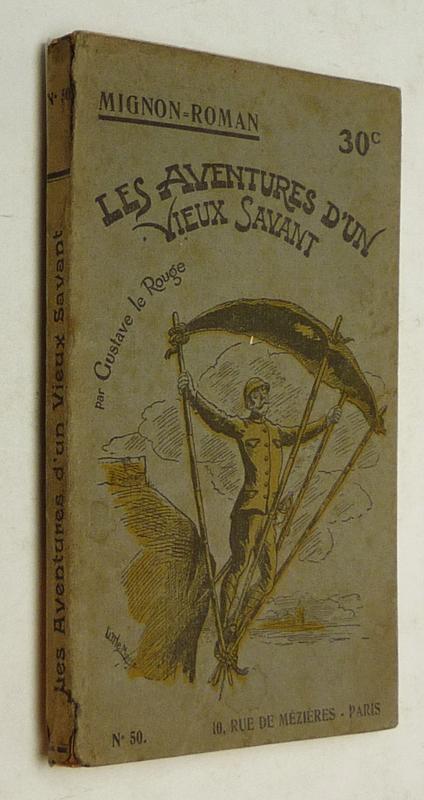 N° 50
Les Aventures d'un Vieux Savant
MIGNON=ROMAN
30c
LES AVENTURES D'UN
VIEUX SAVANT
par Gustave le Rouge
N° 50.
10, RUE DE MÉZIÈRES - PARIS